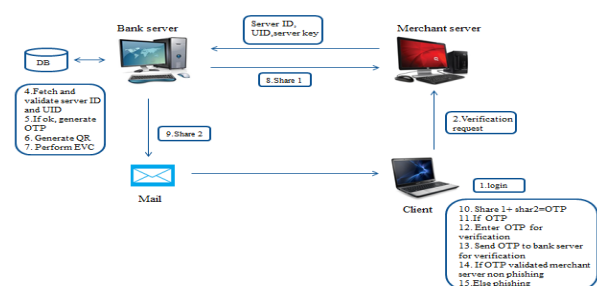 Bank server
Server ID,
UID,server key
Merchant server
DB
8.Share 1
4.Fetch and
validate server ID
and UID
5.If ok, generate
OTP
6. Generate QR
7. Perform EVC
9.Share 2
2.Verification
request
Mail
1.login
Client
10. Share 1+ shar2=OTP
11.If OTP
12. Enter OTP for
verification
13. Send OTP to bank server
for verification
14. If OTP validated merchant
server non phishing
15.Else phishing